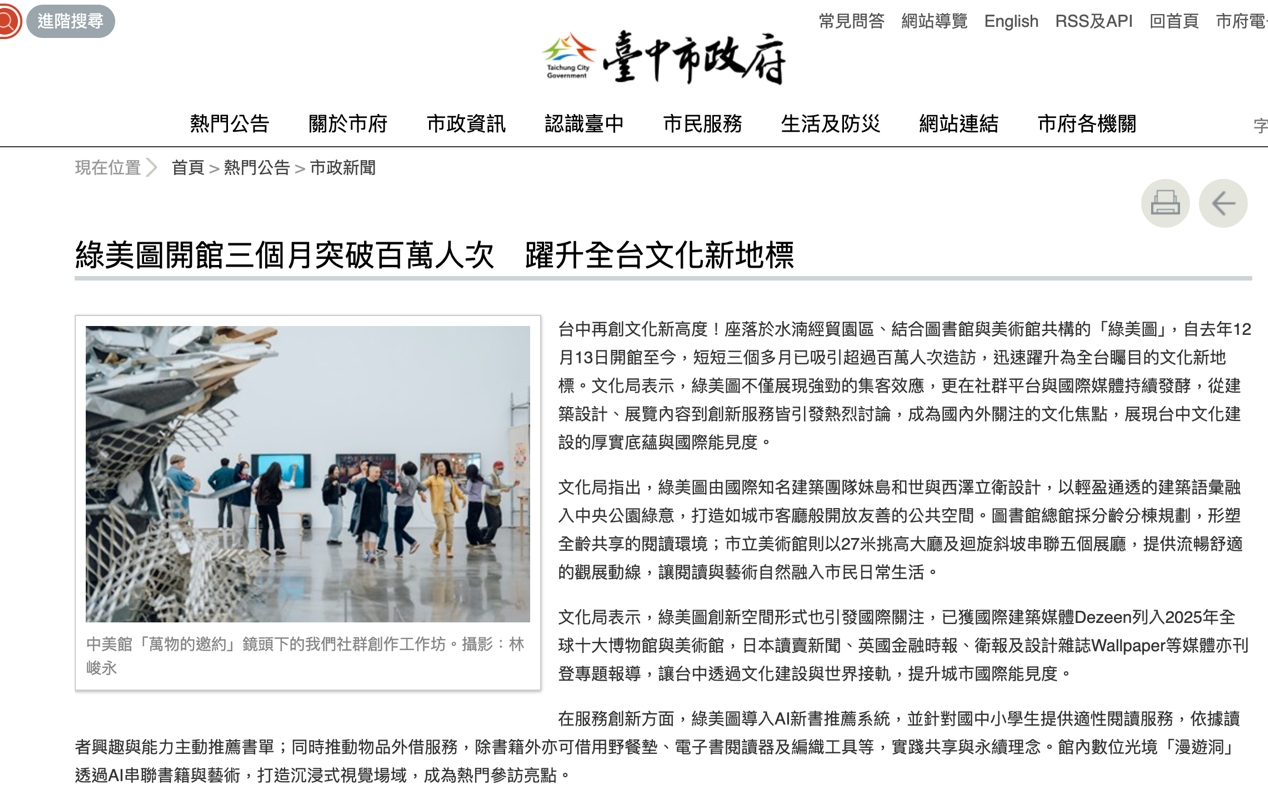 進階搜尋
常見問答 網站導覽 English RSS及API 回首頁 市府電
Taichung City
Government
臺中市政府
熱門公告 關於市府 市政資訊 認識臺中 市民服務 生活及防災 網站連結 市府各機關
字
現在位置 首頁 > 熱門公告 > 市政新聞
綠美圖開館三個月突破百萬人次 躍升全台文化新地標
台中再創文化新高度！座落於水湳經貿園區、結合圖書館與美術館共構的「綠美圖」，自去年12
月13日開館至今，短短三個多月已吸引超過百萬人次造訪，迅速躍升為全台矚目的文化新地
標。文化局表示，綠美圖不僅展現強勁的集客效應，更在社群平台與國際媒體持續發酵，從建
築設計、展覽內容到創新服務皆引發熱烈討論，成為國內外關注的文化焦點，展現台中文化建
設的厚實底蘊與國際能見度。
文化局指出，綠美圖由國際知名建築團隊妹島和世與西澤立衛設計，以輕盈通透的建築語彙融
入中央公園綠意，打造如城市客廳般開放友善的公共空間。圖書館總館採分齡分棟規劃，形塑
全齡共享的閱讀環境；市立美術館則以27米挑高大廳及迴旋斜坡串聯五個展廳，提供流暢舒適
的觀展動線，讓閱讀與藝術自然融入市民日常生活。
中美館「萬物的邀約」鏡頭下的我們社群創作工作坊。攝影：林
峻永
文化局表示，綠美圖創新空間形式也引發國際關注，已獲國際建築媒體Dezeen列入2025年全
球十大博物館與美術館，日本讀賣新聞、英國金融時報、衛報及設計雜誌Wallpaper等媒體亦刊
登專題報導，讓台中透過文化建設與世界接軌，提升城市國際能見度。
在服務創新方面，綠美圖導入AI新書推薦系統，並針對國中小學生提供適性閱讀服務，依據讀
者興趣與能力主動推薦書單；同時推動物品外借服務，除書籍外亦可借用野餐墊、電子書閱讀器及編織工具等，實踐共享與永續理念。館內數位光境「漫遊洞」
透過AI串聯書籍與藝術，打造沉浸式視覺場域，成為熱門參訪亮點。